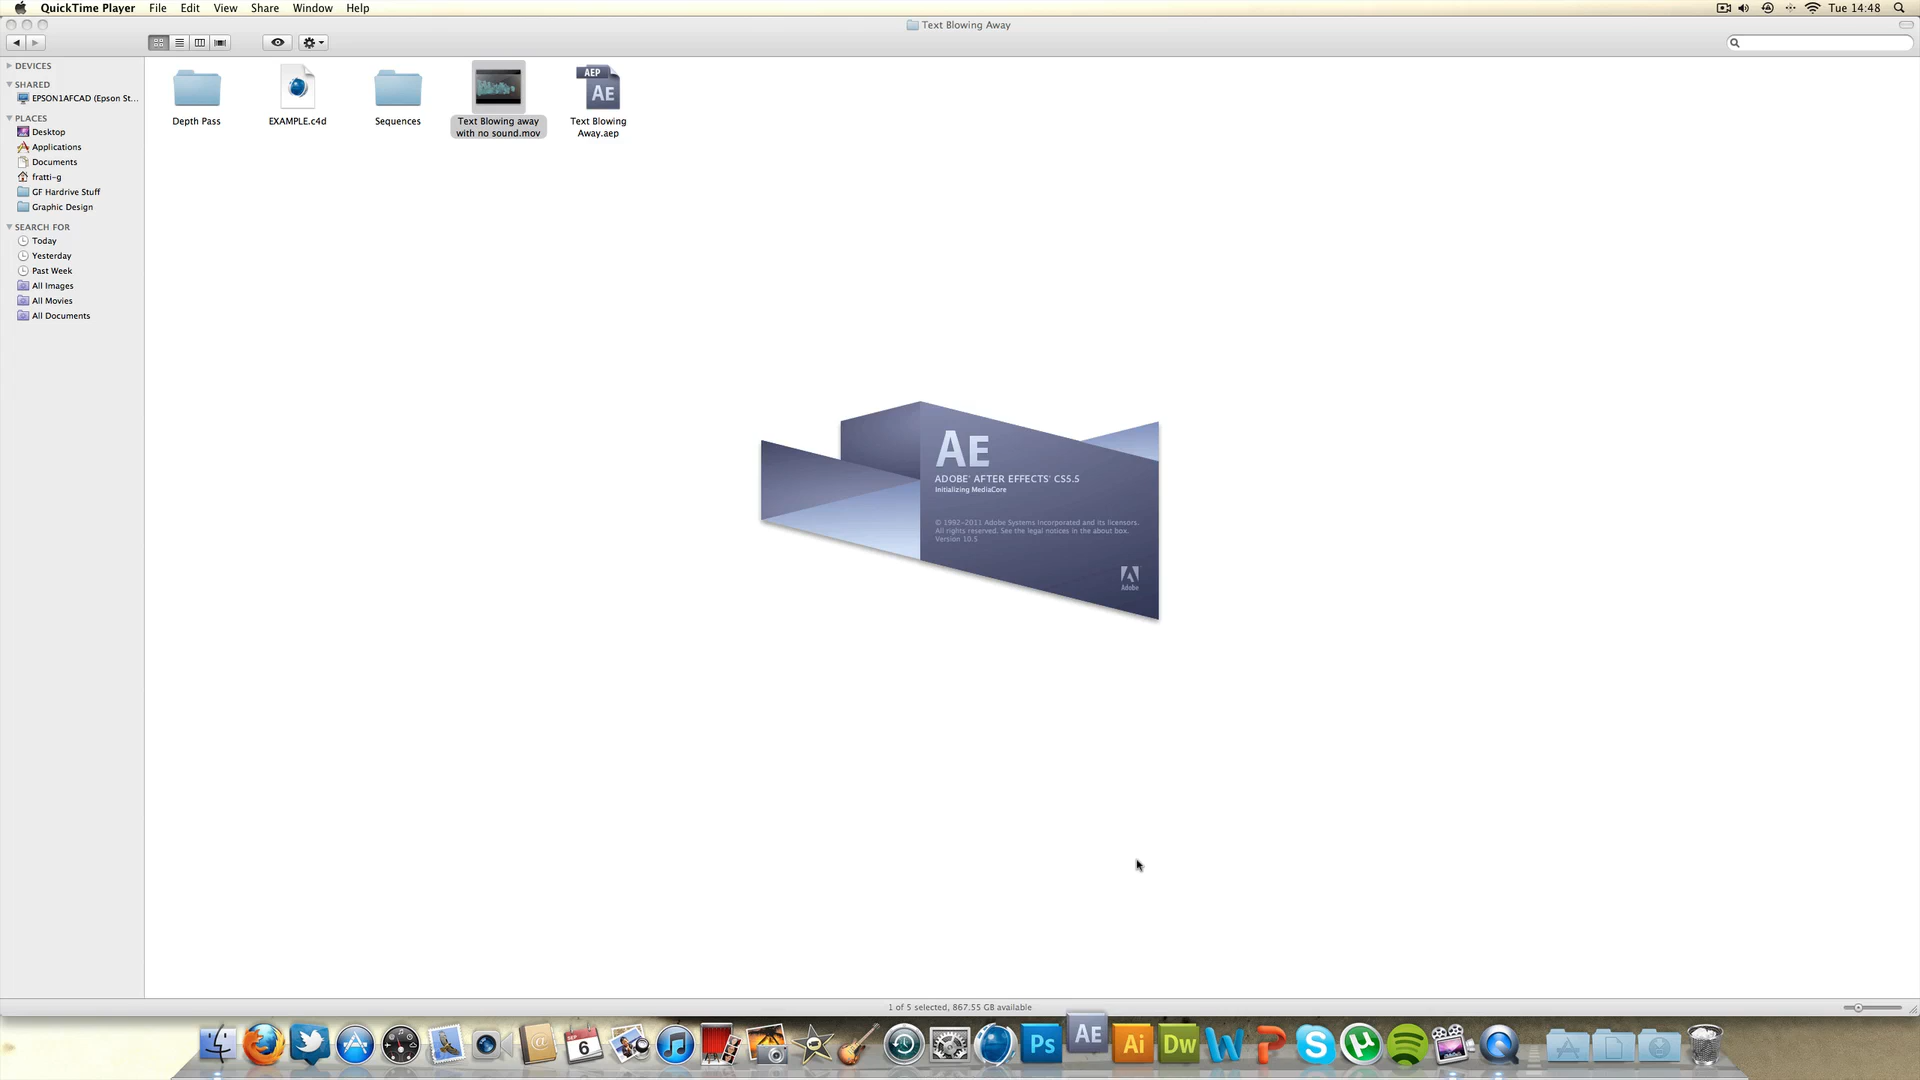 QuickTime Player File Edit View Share Window Help Tue 14:48
Text Blowing Away
DEVICES
SHARED
EPSON1AFCAD (Epson St...
PLACES
Desktop
Applications
Documents
fratti-g
GF Hardrive Stuff
Graphic Design
SEARCH FOR
Today
Yesterday
Past Week
All Images
All Movies
All Documents
Depth Pass
EXAMPLE.c4d
Sequences
Text Blowing away
with no sound.mov
AEP
AE
Text Blowing
Away.aep
AE
ADOBE® AFTER EFFECTS® CS5.5
Initializing MediaCore
© 1992-2011 Adobe Systems Incorporated and its licensors.
All rights reserved. See the legal notices in the about box.
Version 10.5
Adobe
1 of 5 selected, 867.55 GB available
6 Ps AE Ai Dw